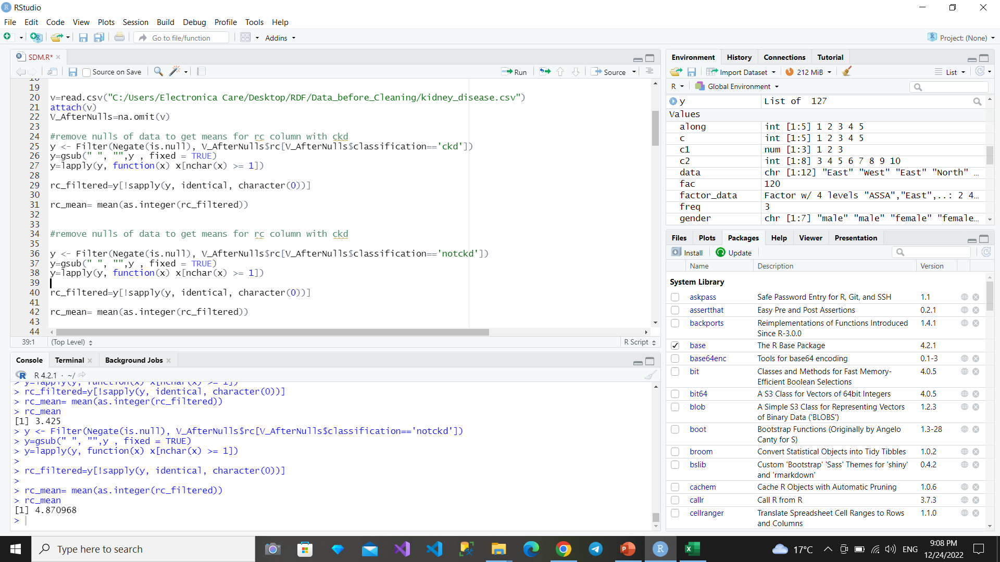 RStudio
File Edit Code View Plots Session Build Debug Profile Tools Help
Go to file/function Addins Project: (None)
SDM.R*
Source on Save Run Source
18
19
20 v=read.csv("C:/Users/Electronica Care/Desktop/RDF/Data_before_Cleaning/kidney_disease.csv")
21 attach(v)
22 V_AfterNulls=na.omit(v)
23
24 #remove nulls of data to get means for rc column with ckd
25 y <- Filter(Negate(is.null), V_AfterNulls$rc[V_AfterNulls$classification=='ckd'])
26 y=gsub(" ", "",y , fixed = TRUE)
27 y=lapply(y, function(x) x[nchar(x) >= 1])
28
29 rc_filtered=y[!sapply(y, identical, character(0))]
30
31 rc_mean= mean(as.integer(rc_filtered))
32
33
34 #remove nulls of data to get means for rc column with ckd
35
36 y <- Filter(Negate(is.null), V_AfterNulls$rc[V_AfterNulls$classification=='notckd'])
37 y=gsub(" ", "",y , fixed = TRUE)
38 y=lapply(y, function(x) x[nchar(x) >= 1])
39
40 rc_filtered=y[!sapply(y, identical, character(0))]
41
42 rc_mean= mean(as.integer(rc_filtered))
43
44
39:1 (Top Level) R Script
Console Terminal Background Jobs
R 4.2.1 · ~/
> y=lapply(y, function(x) x[nchar(x) >= 1])
> rc_filtered=y[!sapply(y, identical, character(0))]
> rc_mean= mean(as.integer(rc_filtered))
> rc_mean
[1] 3.425
> y <- Filter(Negate(is.null), V_AfterNulls$rc[V_AfterNulls$classification=='notckd'])
> y=gsub(" ", "",y , fixed = TRUE)
> y=lapply(y, function(x) x[nchar(x) >= 1])
>
> rc_filtered=y[!sapply(y, identical, character(0))]
>
> rc_mean= mean(as.integer(rc_filtered))
> rc_mean
[1] 4.870968
>
Environment History Connections Tutorial
Import Dataset 212 MiB List
R Global Environment
y List of 127
Values
along int [1:5] 1 2 3 4 5
c int [1:5] 1 2 3 4 5
c1 num [1:3] 1 2 3
c2 int [1:8] 3 4 5 6 7 8 9 10
data chr [1:12] "East" "West" "East" "North" ...
fac 120
factor_data Factor w/ 4 levels "ASSA","East",..: 2 4…
freq 3
gender chr [1:7] "male" "male" "female" "female…
Files Plots Packages Help Viewer Presentation
Install Update
Name Description Version
System Library
askpass Safe Password Entry for R, Git, and SSH 1.1
assertthat Easy Pre and Post Assertions 0.2.1
backports Reimplementations of Functions Introduced 1.4.1
Since R-3.0.0
base The R Base Package 4.2.1
base64enc Tools for base64 encoding 0.1-3
bit Classes and Methods for Fast Memory- 4.0.5
Efficient Boolean Selections
bit64 A S3 Class for Vectors of 64bit Integers 4.0.5
blob A Simple S3 Class for Representing Vectors 1.2.3
of Binary Data ('BLOBS')
boot Bootstrap Functions (Originally by Angelo 1.3-28
Canty for S)
broom Convert Statistical Objects into Tidy Tibbles 1.0.2
bslib Custom 'Bootstrap' 'Sass' Themes for 'shiny' 0.4.2
and 'rmarkdown'
cachem Cache R Objects with Automatic Pruning 1.0.6
callr Call R from R 3.7.3
cellranger Translate Spreadsheet Cell Ranges to Rows 1.1.0
and Columns
Type here to search 17°C ENG 9:08 PM
12/24/2022